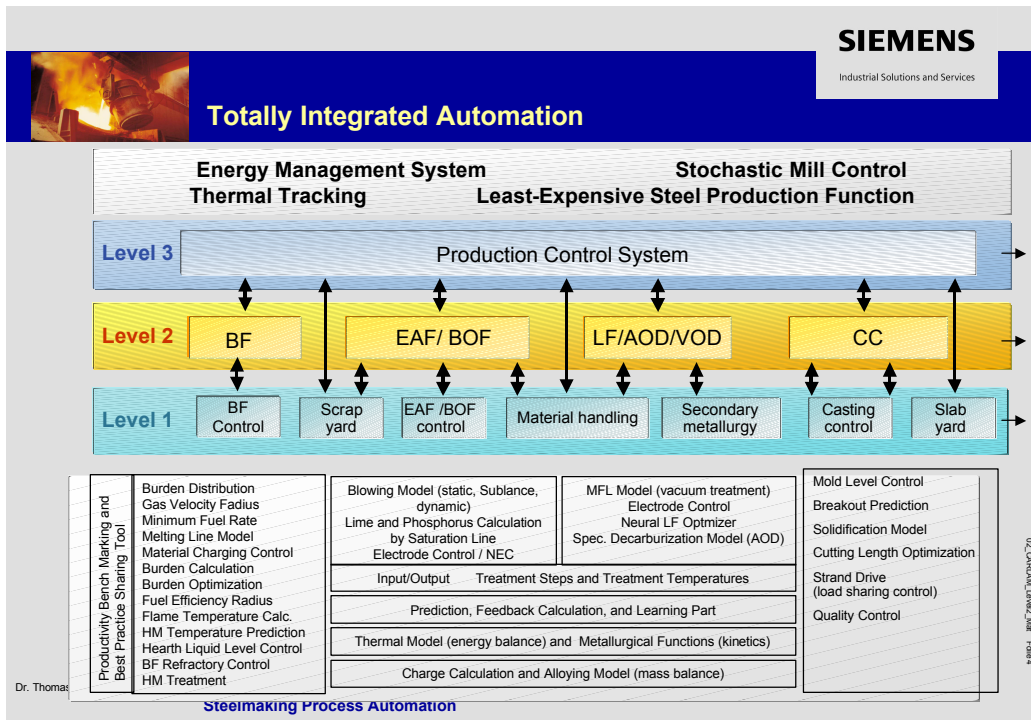 SIEMENS
Industrial Solutions and Services
Totally Integrated Automation
Energy Management System
Stochastic Mill Control
Thermal Tracking
Least-Expensive Steel Production Function
Level 3
Production Control System
Level 2
BF
EAF/ BOF
LF/AOD/VOD
CC
Level 1
BF
Control
Scrap
yard
EAF /BOF
control
Material handling
Secondary
metallurgy
Casting
control
Slab
yard
Productivity Bench Marking and
Best Practice Sharing Tool
Burden Distribution
Gas Velocity Fadius
Minimum Fuel Rate
Melting Line Model
Material Charging Control
Burden Calculation
Burden Optimization
Fuel Efficiency Radius
Flame Temperature Calc.
HM Temperature Prediction
Hearth Liquid Level Control
BF Refractory Control
HM Treatment
Blowing Model (static, Sublance,
dynamic)
Lime and Phosphorus Calculation
by Saturation Line
Electrode Control / NEC
MFL Model (vacuum treatment)
Electrode Control
Neural LF Optmizer
Spec. Decarburization Model (AOD)
Input/Output Treatment Steps and Treatment Temperatures
Prediction, Feedback Calculation, and Learning Part
Thermal Model (energy balance) and Metallurgical Functions (kinetics)
Charge Calculation and Alloying Model (mass balance)
Mold Level Control
Breakout Prediction
Solidification Model
Cutting Length Optimization
Strand Drive
(load sharing control)
Quality Control
Dr. Thomas
Steelmaking Process Automation